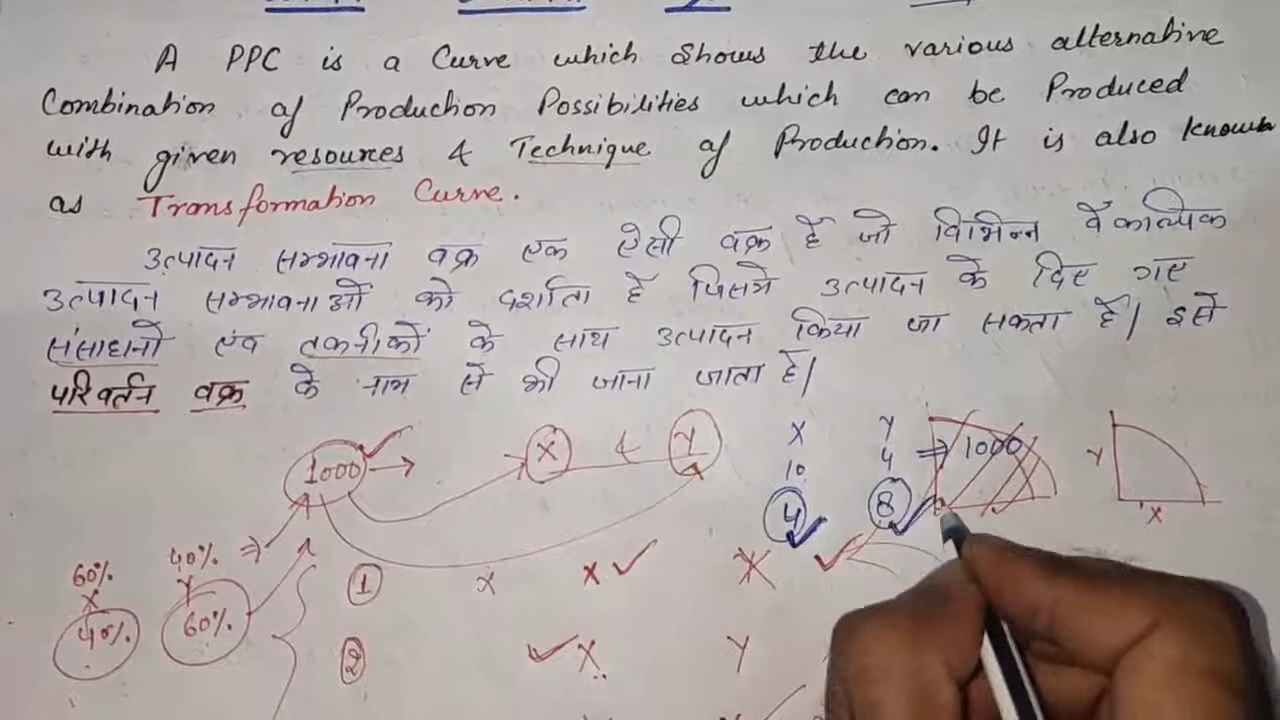 A PPC is a Curve which shows the various alternative
Combination of Production Possibilities which can be Produced
with given resources & Technique of Production. It is also known
as Transformation Curve.
उत्पादन सम्भावना वक्र एक ऐसी वक्र है जो विभिन्न वैकल्पिक
उत्पादन सम्भावनाओं को दर्शाता है जिसमे उत्पादन के दिए गए
संसाधानों एंव तकनीकों के साथ उत्पादन किया जा सकता है। इसे
परिवर्तन वक्र के नाम से भी जाना जाता है।
X Y
1000 → X & Y 10 4 ⇒ 1000 Y
4 8 X
60% 40% ⇒
X Y ① X X X
40% 60%
② X Y